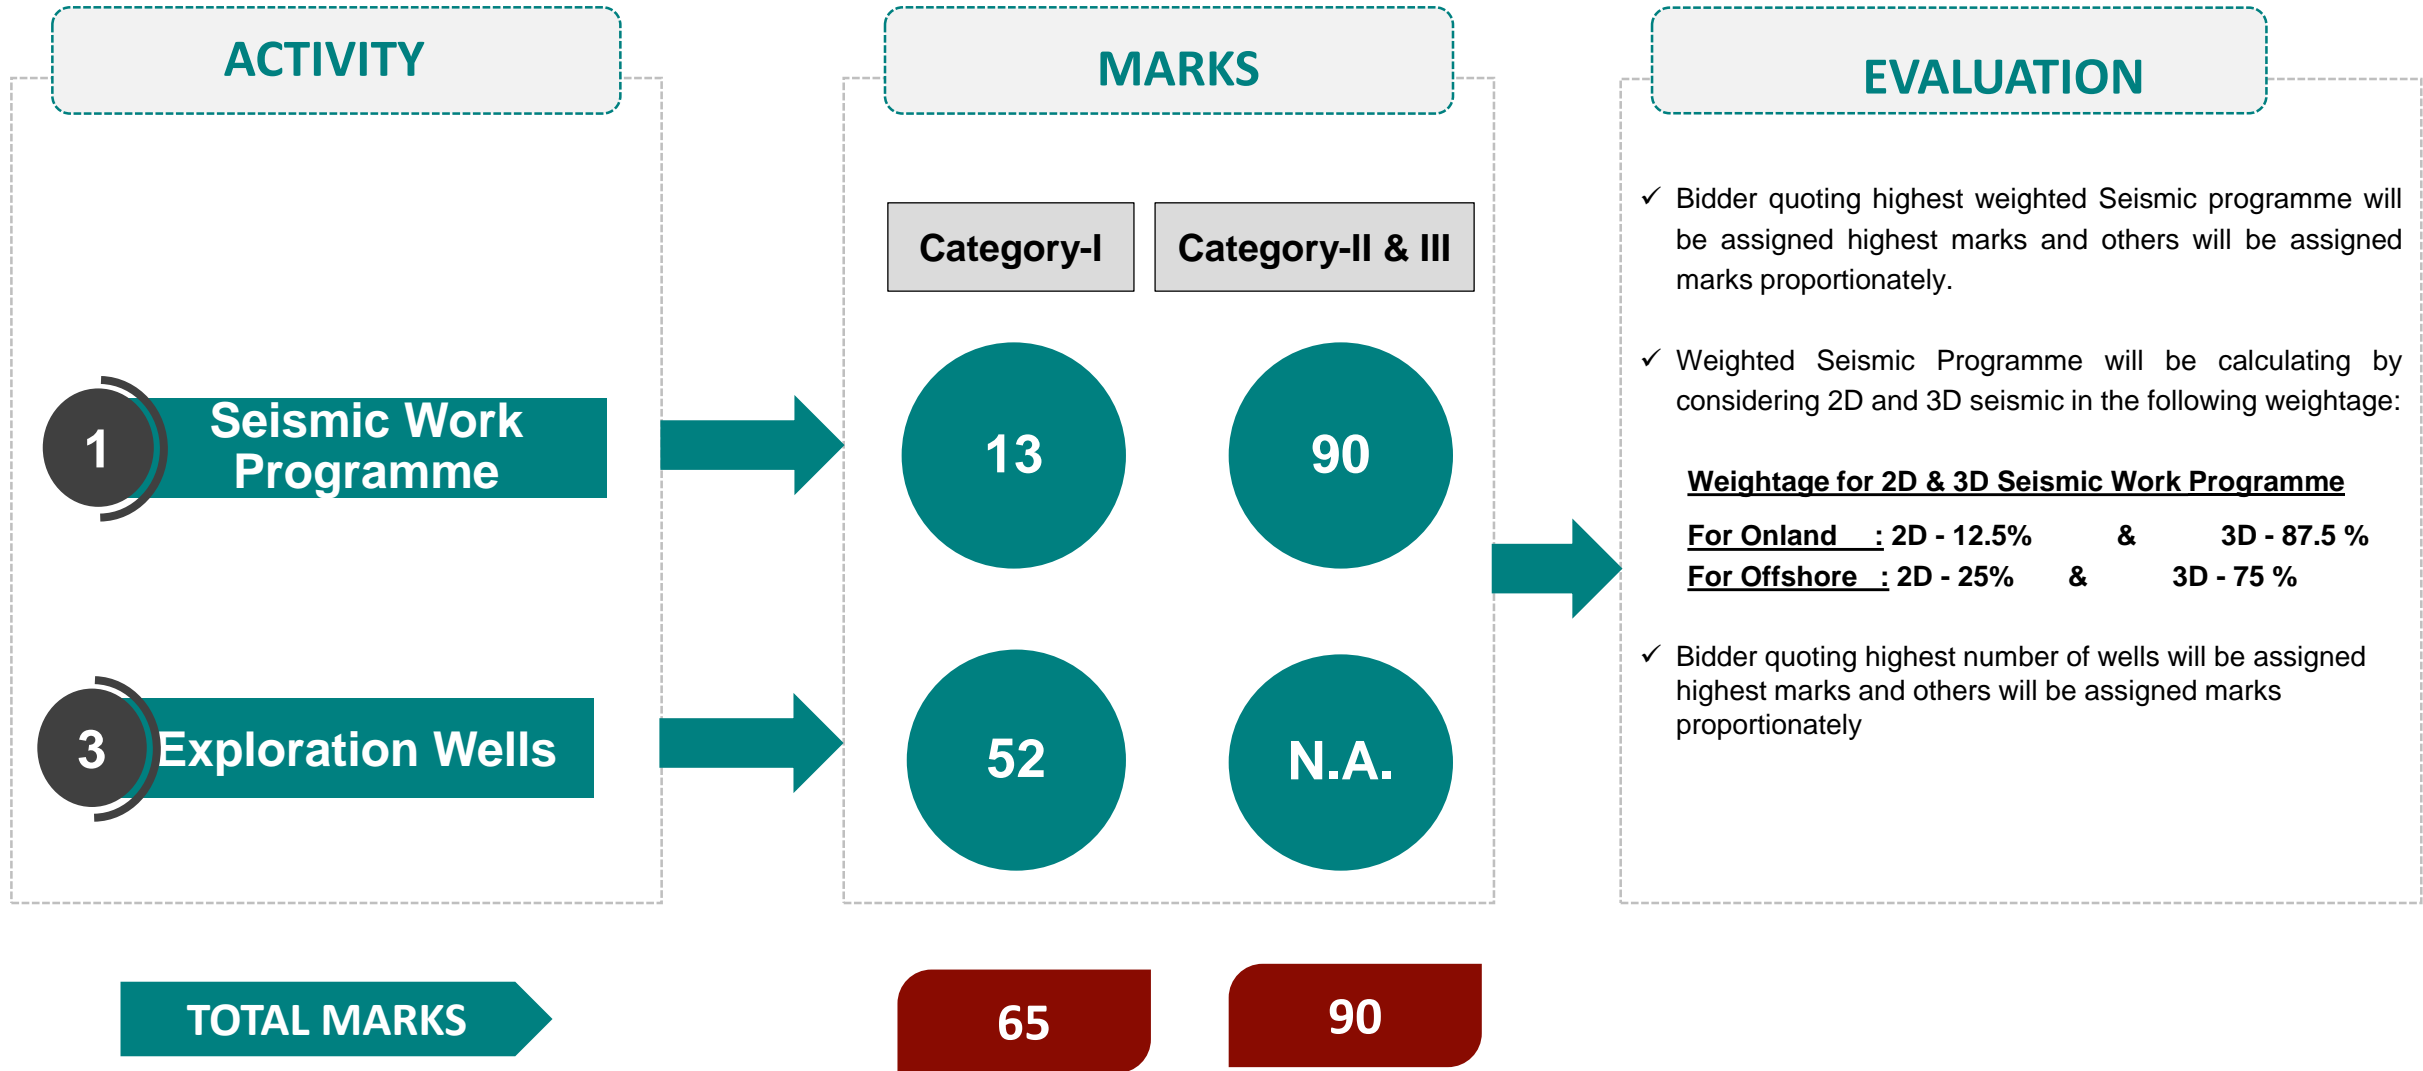 ACTIVITY
MARKS
EVALUATION
Category-I
Category-II & III
1
Seismic Work
Programme
13
90
3
Exploration Wells
52
N.A.
✓ Bidder quoting highest weighted Seismic programme will
be assigned highest marks and others will be assigned
marks proportionately.
✓ Weighted Seismic Programme will be calculating by
considering 2D and 3D seismic in the following weightage:
Weightage for 2D & 3D Seismic Work Programme
For Onland : 2D - 12.5% & 3D - 87.5 %
For Offshore : 2D - 25% & 3D - 75 %
✓ Bidder quoting highest number of wells will be assigned
highest marks and others will be assigned marks
proportionately
TOTAL MARKS
65
90